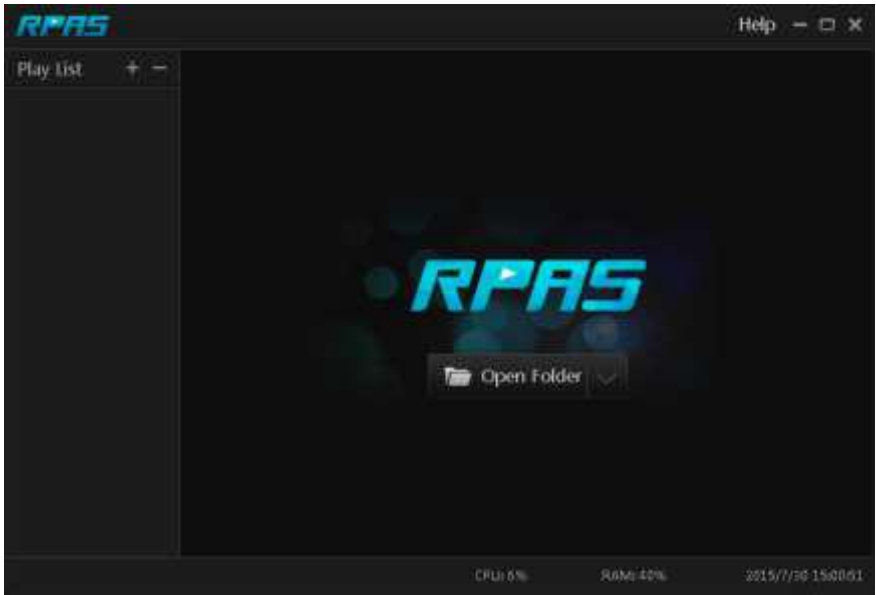 RPAS
Help
Play List + −
RPAS
Open Folder
CPU: 6% RAM: 40% 2015/7/30 15:00:51